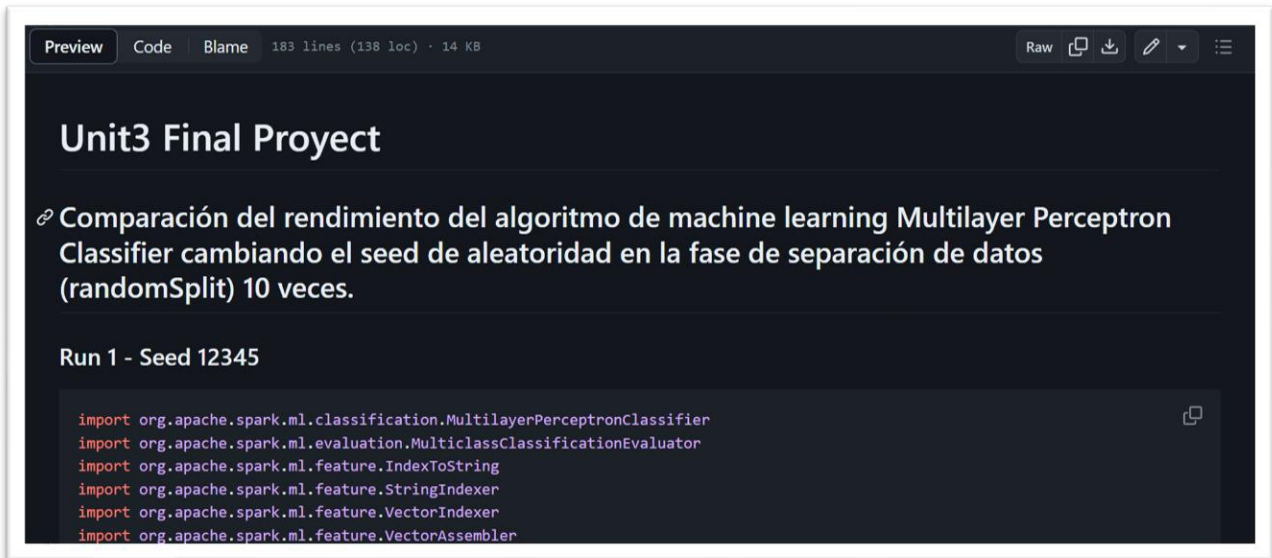 Preview Code Blame 183 lines (138 loc) · 14 KB Raw
Unit3 Final Proyect
Comparación del rendimiento del algoritmo de machine learning Multilayer Perceptron
Classifier cambiando el seed de aleatoridad en la fase de separación de datos
(randomSplit) 10 veces.
Run 1 - Seed 12345
import org.apache.spark.ml.classification.MultilayerPerceptronClassifier
import org.apache.spark.ml.evaluation.MulticlassClassificationEvaluator
import org.apache.spark.ml.feature.IndexToString
import org.apache.spark.ml.feature.StringIndexer
import org.apache.spark.ml.feature.VectorIndexer
import org.apache.spark.ml.feature.VectorAssembler